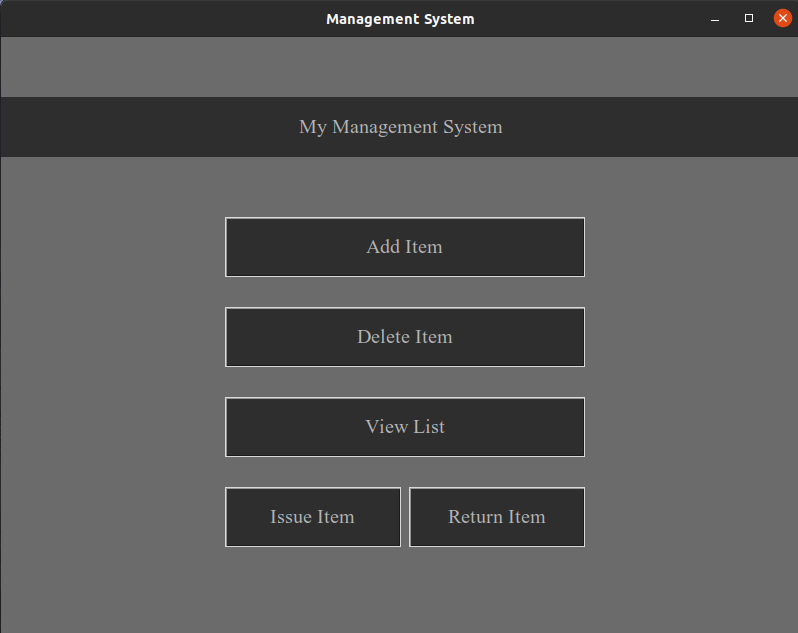 Management System
My Management System
Add Item
Delete Item
View List
Issue Item
Return Item